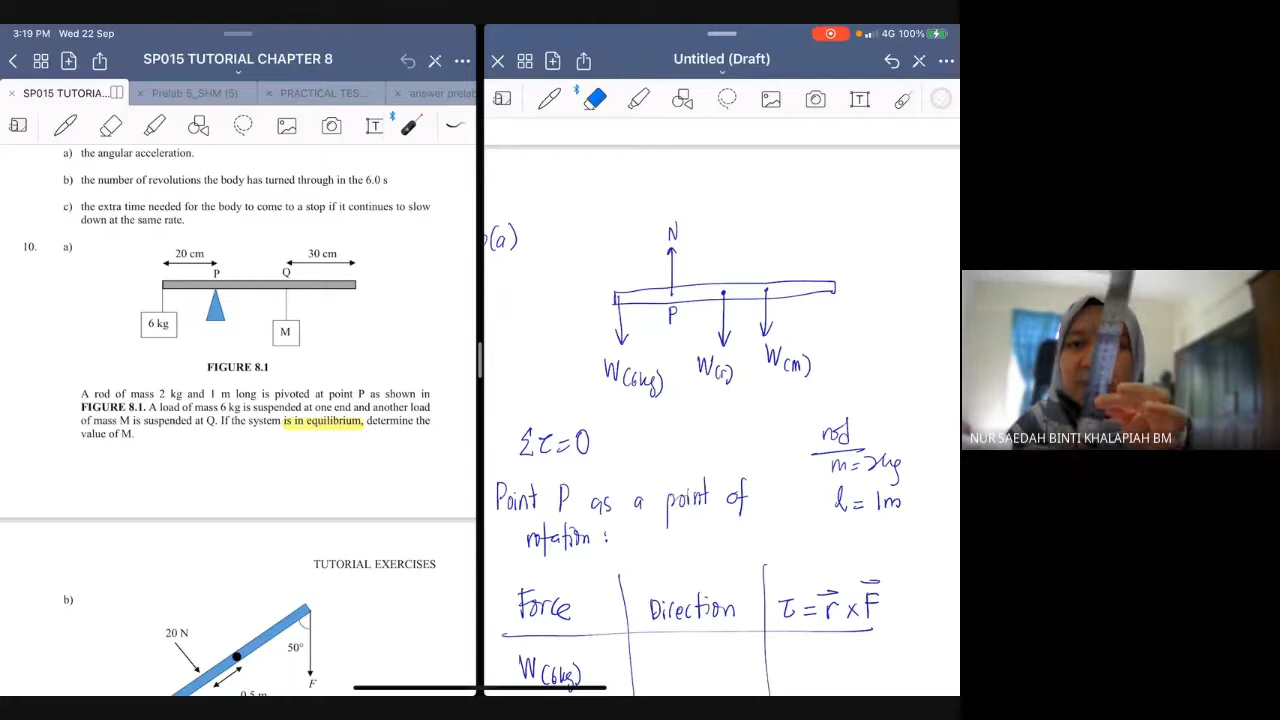 3:19 PM Wed 22 Sep
SP015 TUTORIAL CHAPTER 8
SP015 TUTORIA...
Prelab 5_SHM (5)
PRACTICAL TES...
answer prelab
a) the angular acceleration.
b) the number of revolutions the body has turned through in the 6.0 s
c) the extra time needed for the body to come to a stop if it continues to slow
down at the same rate.
10. a)
20 cm
30 cm
P
Q
6 kg
M
FIGURE 8.1
A rod of mass 2 kg and 1 m long is pivoted at point P as shown in
FIGURE 8.1. A load of mass 6 kg is suspended at one end and another load
of mass M is suspended at Q. If the system is in equilibrium, determine the
value of M.
TUTORIAL EXERCISES
b)
20 N
50°
F
0.5 m
4G 100%
Untitled (Draft)
(a)
N
P
W(6kg)
W(r)
W(M)
Στ=0
rod
m=2kg
l=1m
Point P as a point of
rotation:
Force
Direction
τ=r⃗×F⃗
W(6kg)
NUR SAEDAH BINTI KHALAPIAH BM